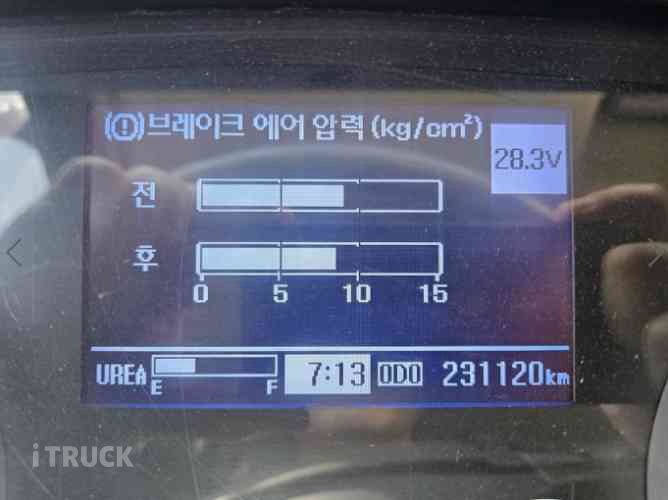 (!)브레이크 에어 압력(kg/cm²)
28.3V
전
후
0 5 10 15
UREA E F 7:13 ODO 231120km
iTRUCK